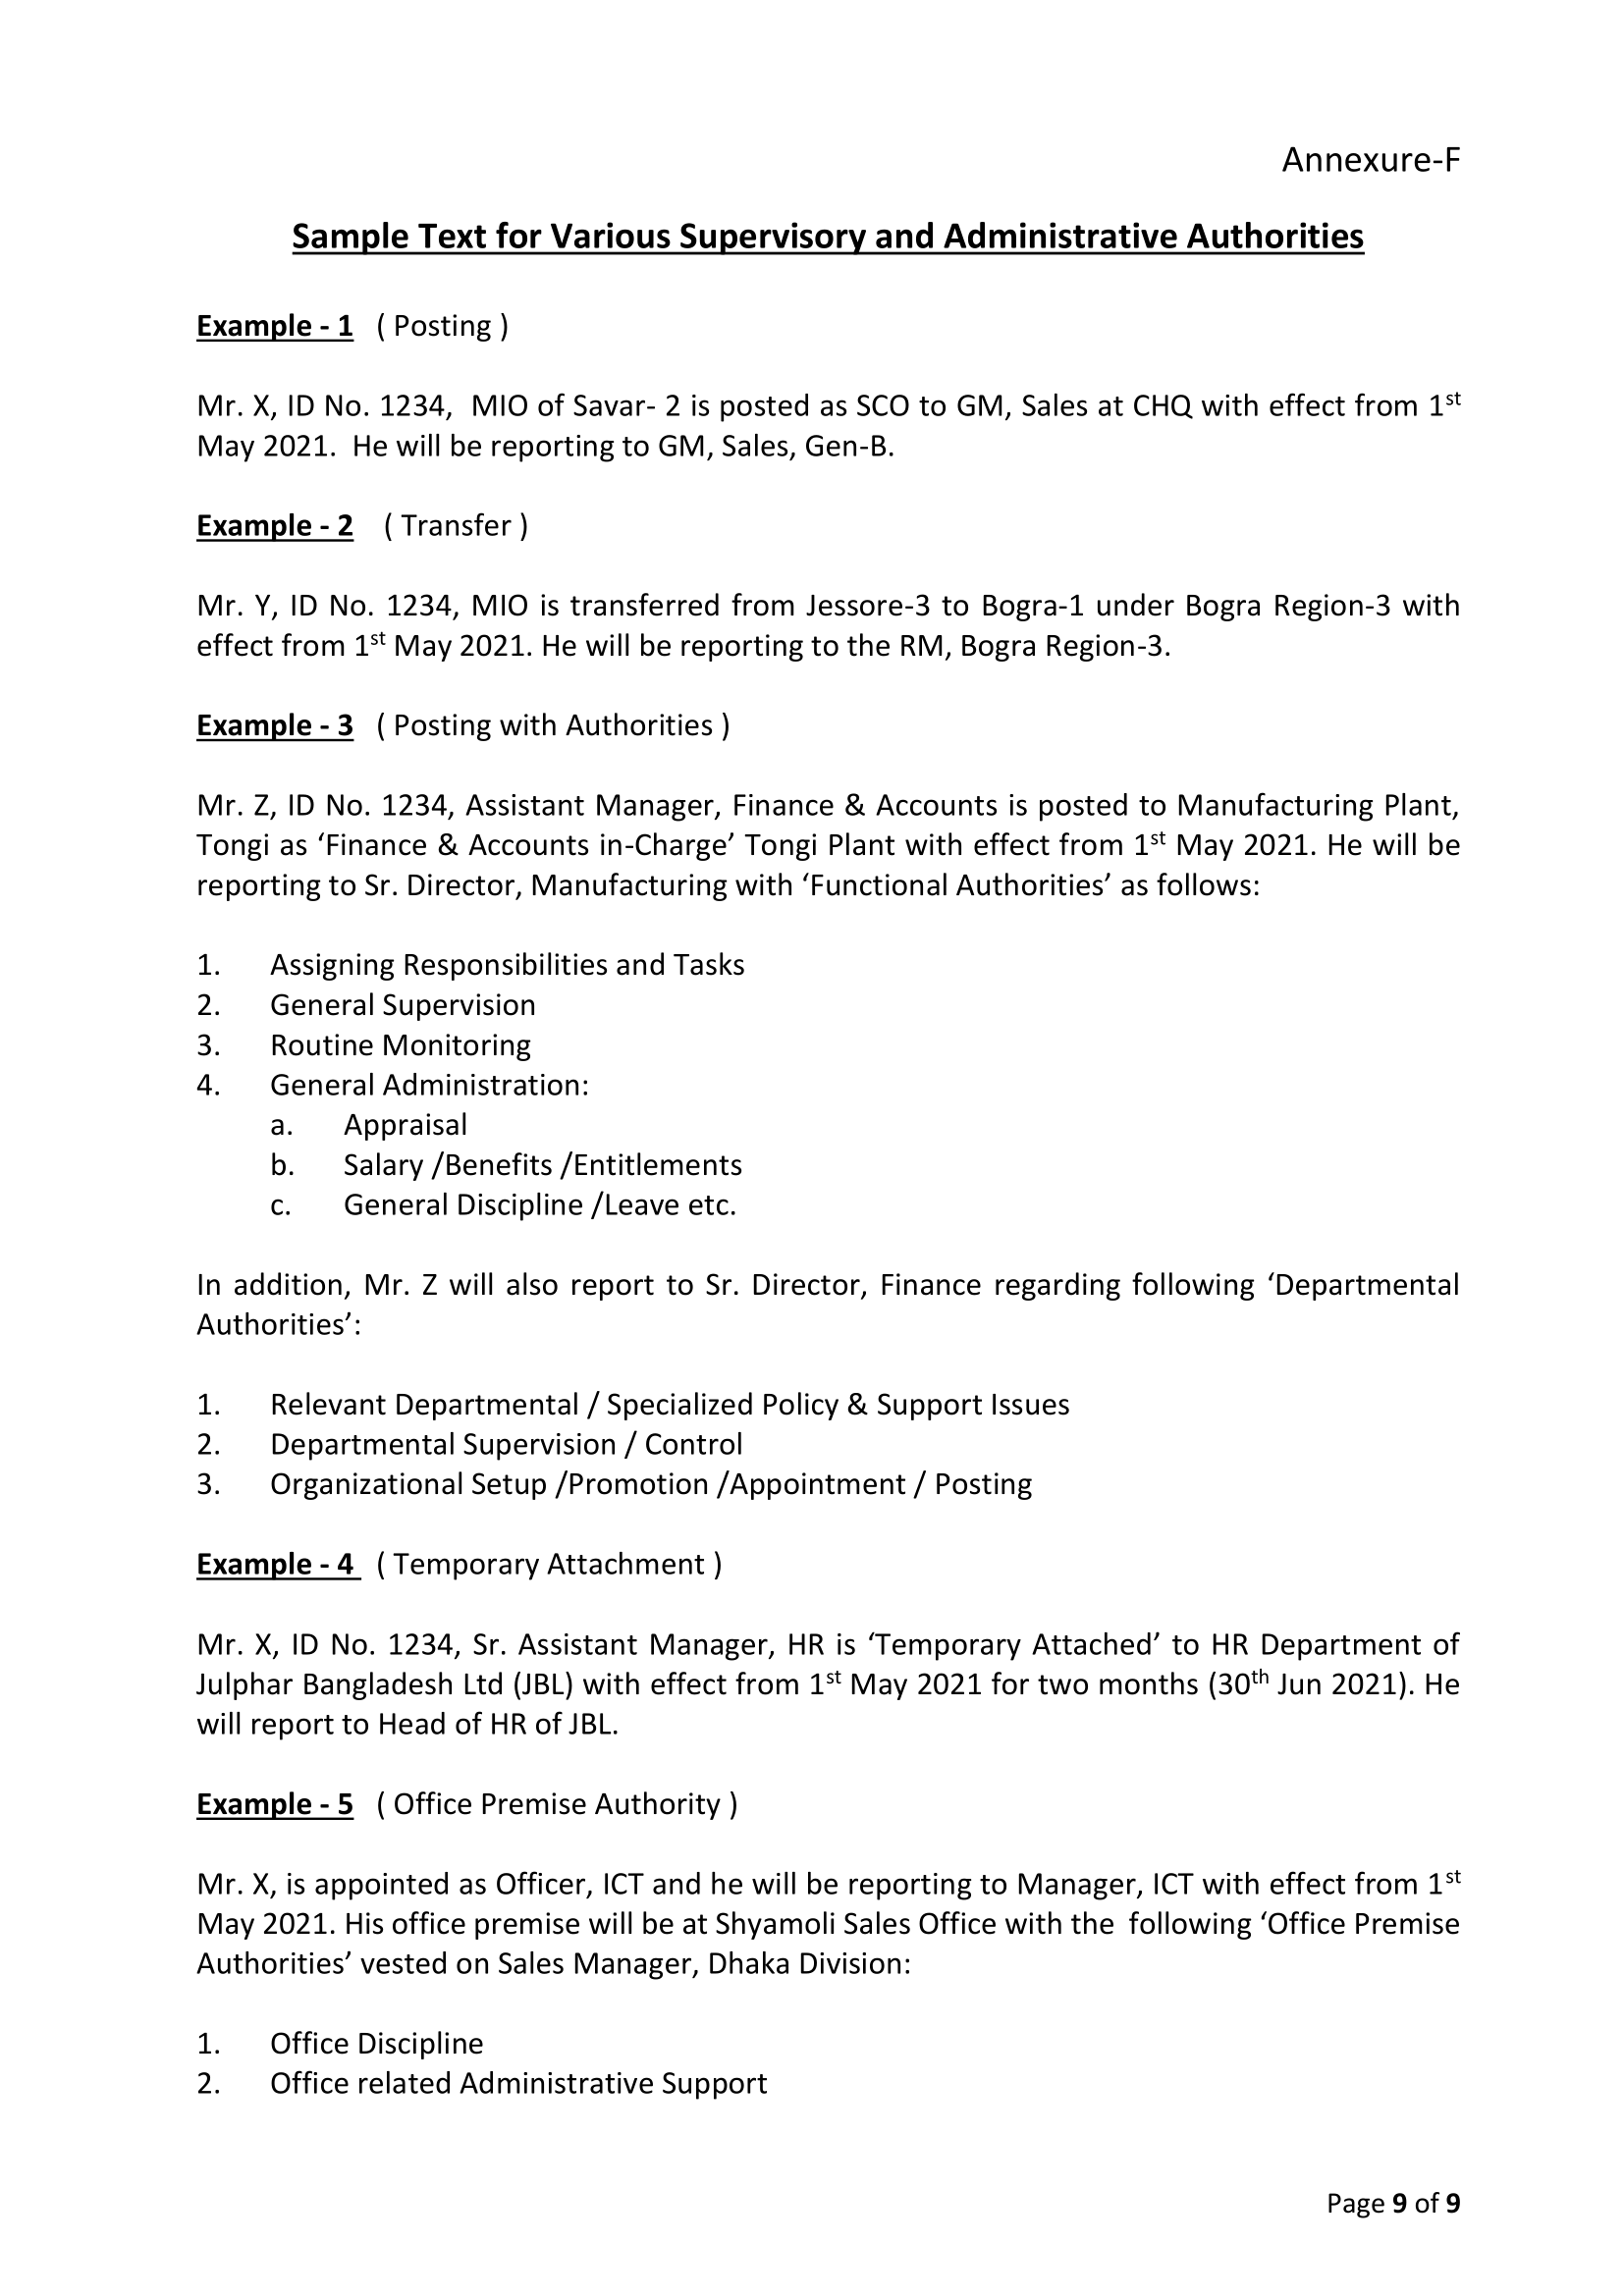 Annexure-F
Sample Text for Various Supervisory and Administrative Authorities
Example - 1   ( Posting )
Mr. X, ID No. 1234,  MIO of Savar- 2 is posted as SCO to GM, Sales at CHQ with effect from 1st
May 2021.  He will be reporting to GM, Sales, Gen-B.
Example - 2    ( Transfer )
Mr. Y, ID No. 1234, MIO is transferred from Jessore-3 to Bogra-1 under Bogra Region-3 with
effect from 1st May 2021. He will be reporting to the RM, Bogra Region-3.
Example - 3   ( Posting with Authorities )
Mr. Z, ID No. 1234, Assistant Manager, Finance & Accounts is posted to Manufacturing Plant,
Tongi as ‘Finance & Accounts in-Charge’ Tongi Plant with effect from 1st May 2021. He will be
reporting to Sr. Director, Manufacturing with ‘Functional Authorities’ as follows:
1. Assigning Responsibilities and Tasks
2. General Supervision
3. Routine Monitoring
4. General Administration:
a. Appraisal
b. Salary /Benefits /Entitlements
c. General Discipline /Leave etc.
In addition, Mr. Z will also report to Sr. Director, Finance regarding following ‘Departmental
Authorities’:
1. Relevant Departmental / Specialized Policy & Support Issues
2. Departmental Supervision / Control
3. Organizational Setup /Promotion /Appointment / Posting
Example - 4  ( Temporary Attachment )
Mr. X, ID No. 1234, Sr. Assistant Manager, HR is ‘Temporary Attached’ to HR Department of
Julphar Bangladesh Ltd (JBL) with effect from 1st May 2021 for two months (30th Jun 2021). He
will report to Head of HR of JBL.
Example - 5   ( Office Premise Authority )
Mr. X, is appointed as Officer, ICT and he will be reporting to Manager, ICT with effect from 1st
May 2021. His office premise will be at Shyamoli Sales Office with the  following ‘Office Premise
Authorities’ vested on Sales Manager, Dhaka Division:
1. Office Discipline
2. Office related Administrative Support
Page 9 of 9